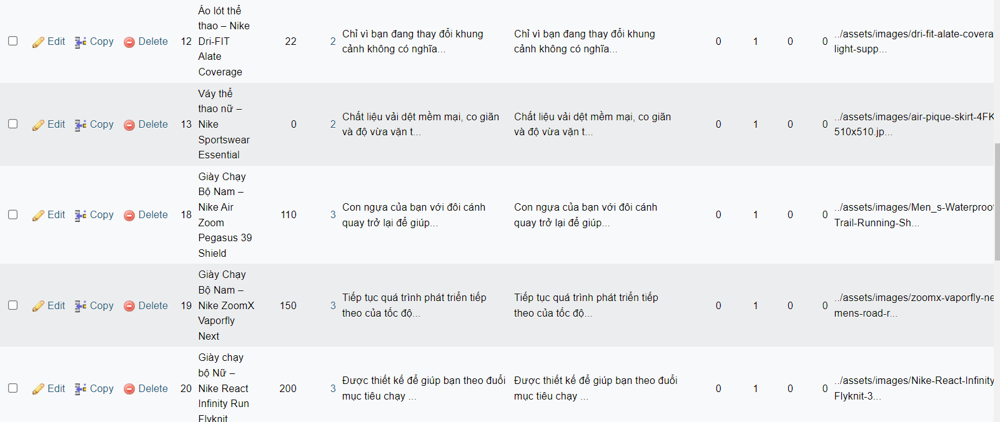 Áo lót thể
thao – Nike
Dri-FIT
Alate
Coverage
Edit Copy Delete 12 22 2
Chỉ vì bạn đang thay đổi khung
cảnh không có nghĩa...
Chỉ vì bạn đang thay đổi khung
cảnh không có nghĩa...
0 1 0 0
../assets/images/dri-fit-alate-covera
light-supp...
Váy thể
thao nữ –
Nike
Sportswear
Essential
Edit Copy Delete 13 0 2
Chất liệu vải dệt mềm mại, co giãn
và độ vừa vặn t...
Chất liệu vải dệt mềm mại, co giãn
và độ vừa vặn t...
0 1 0 0
../assets/images/air-pique-skirt-4FK
510x510.jp...
Giày Chạy
Bộ Nam –
Nike Air
Zoom
Pegasus 39
Shield
Edit Copy Delete 18 110 3
Con ngựa của bạn với đôi cánh
quay trở lại để giúp...
Con ngựa của bạn với đôi cánh
quay trở lại để giúp...
0 1 0 0
../assets/images/Men_s-Waterproof
Trail-Running-Sh...
Giày Chạy
Bộ Nam –
Nike ZoomX
Vaporfly
Next
Edit Copy Delete 19 150 3
Tiếp tục quá trình phát triển tiếp
theo của tốc độ...
Tiếp tục quá trình phát triển tiếp
theo của tốc độ...
0 1 0 0
../assets/images/zoomx-vaporfly-ne
mens-road-r...
Giày chạy
bộ Nữ –
Nike React
Infinity Run
Flyknit
Edit Copy Delete 20 200 3
Được thiết kế để giúp bạn theo đuổi
mục tiêu chạy ...
Được thiết kế để giúp bạn theo đuổi
mục tiêu chạy ...
0 1 0 0
../assets/images/Nike-React-Infinity
Flyknit-3...